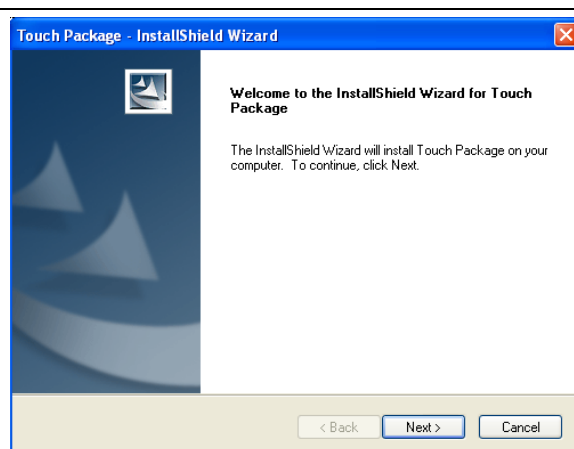 Touch Package - InstallShield Wizard
Welcome to the InstallShield Wizard for Touch
Package
The InstallShield Wizard will install Touch Package on your
computer. To continue, click Next.
< Back
Next >
Cancel